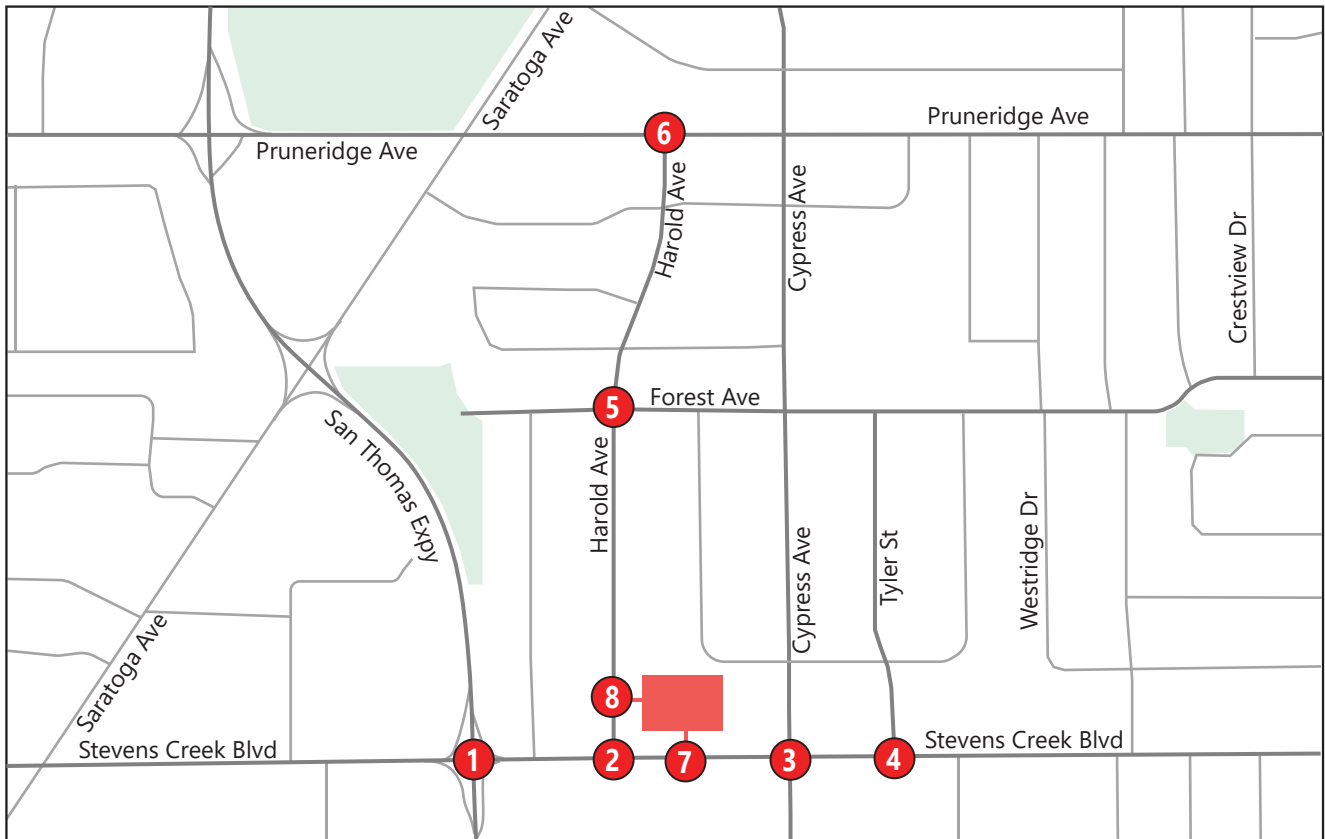 Saratoga Ave
Pruneridge Ave
6
Pruneridge Ave
Harold Ave
Cypress Ave
Crestview Dr
5
Forest Ave
San Thomas Expy
Harold Ave
Cypress Ave
Tyler St
Westridge Dr
Saratoga Ave
8
Stevens Creek Blvd
1
2
7
3
4
Stevens Creek Blvd